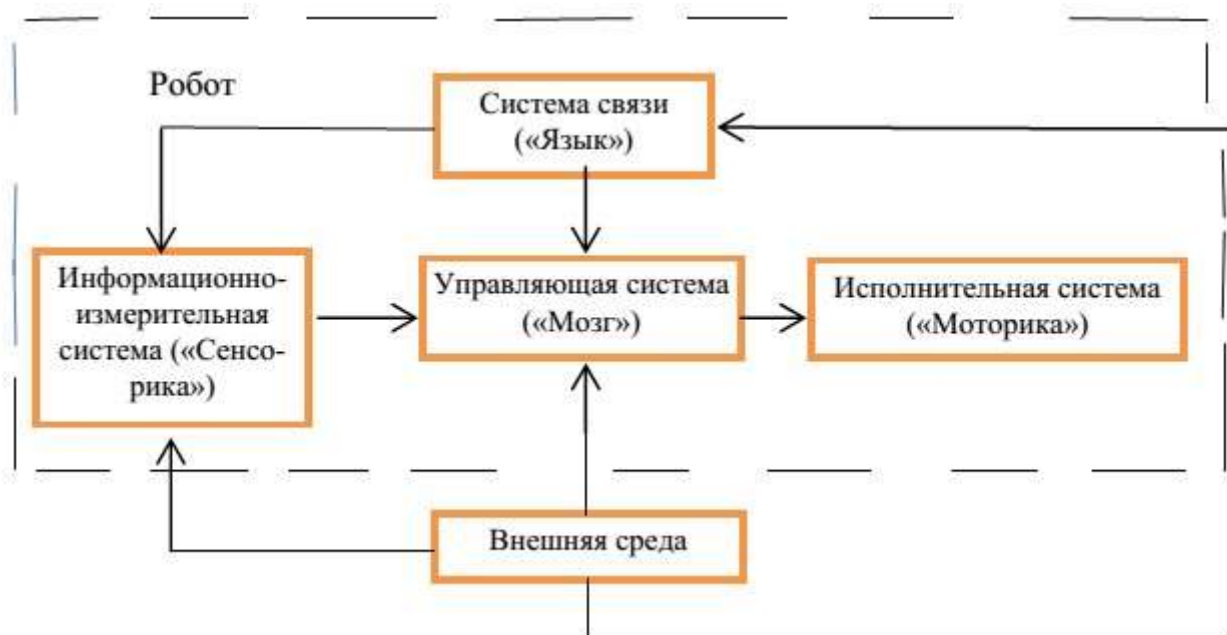 Робот
Система связи
(«Язык»)
Информационно-
измерительная
система («Сенсо-
рика»)
Управляющая система
(«Мозг»)
Исполнительная система
(«Моторика»)
Внешняя среда